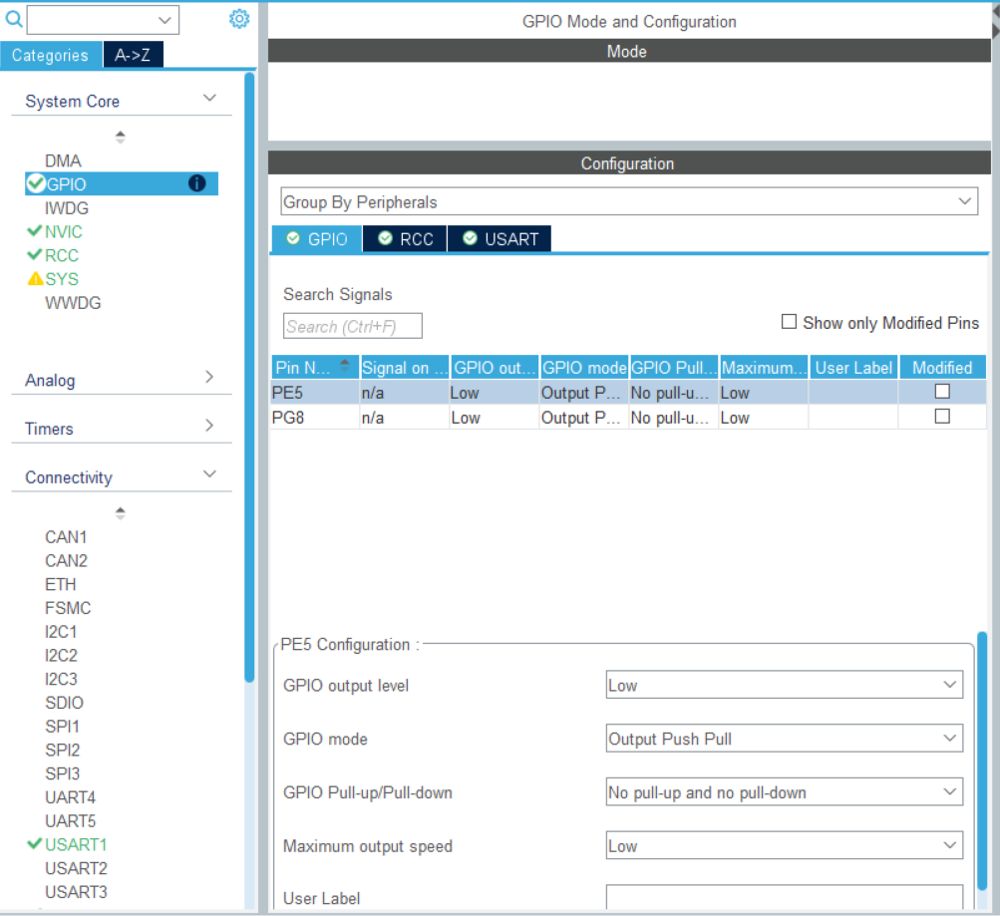 Categories
A->Z
System Core
DMA
GPIO
IWDG
NVIC
RCC
SYS
WWDG
Analog
Timers
Connectivity
CAN1
CAN2
ETH
FSMC
I2C1
I2C2
I2C3
SDIO
SPI1
SPI2
SPI3
UART4
UART5
USART1
USART2
USART3
GPIO Mode and Configuration
Mode
Configuration
Group By Peripherals
GPIO RCC USART
Search Signals
Search (Ctrl+F)
Show only Modified Pins
Pin N... Signal on ... GPIO out... GPIO mode GPIO Pull... Maximum... User Label Modified
PE5 n/a Low Output P... No pull-u... Low
PG8 n/a Low Output P... No pull-u... Low
PE5 Configuration :
GPIO output level Low
GPIO mode Output Push Pull
GPIO Pull-up/Pull-down No pull-up and no pull-down
Maximum output speed Low
User Label